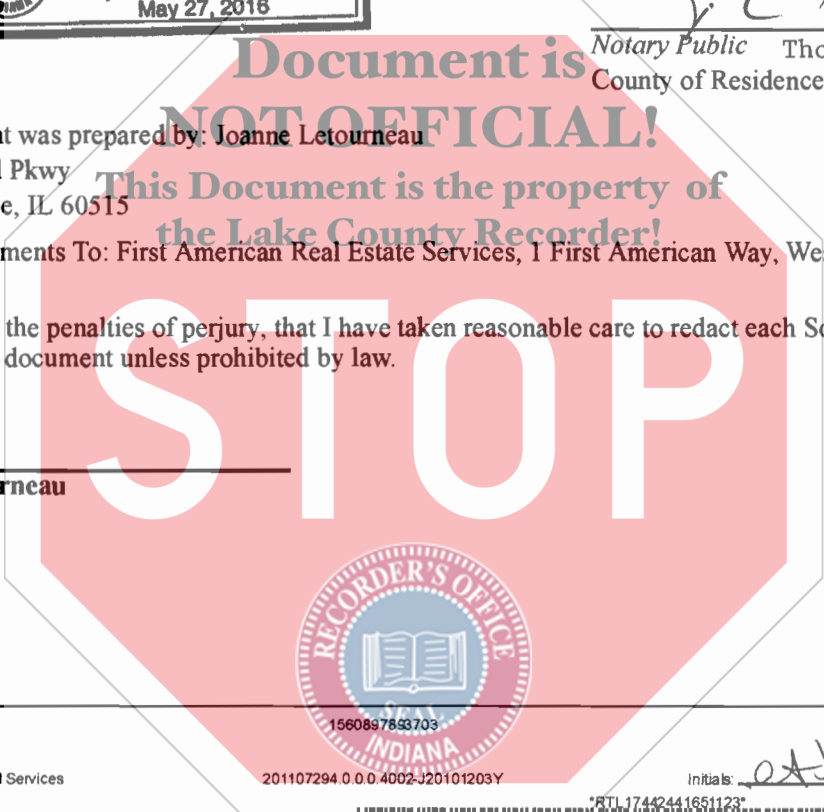 May 27, 2016
Document is
Notary Public Tho
County of Residence
NOT OFFICIAL!
t was prepared by: Joanne Letourneau
Pkwy
This Document is the property of
e, IL 60515
the Lake County Recorder!
ments To: First American Real Estate Services, 1 First American Way, Wes
the penalties of perjury, that I have taken reasonable care to redact each So
document unless prohibited by law.
STOP
rneau
RECORDER'S OFFICE
SEAL
INDIANA
1560897893703
Services
201107294.0.0.0.4002-J20101203Y
Initials:
*RTL17442441651123*